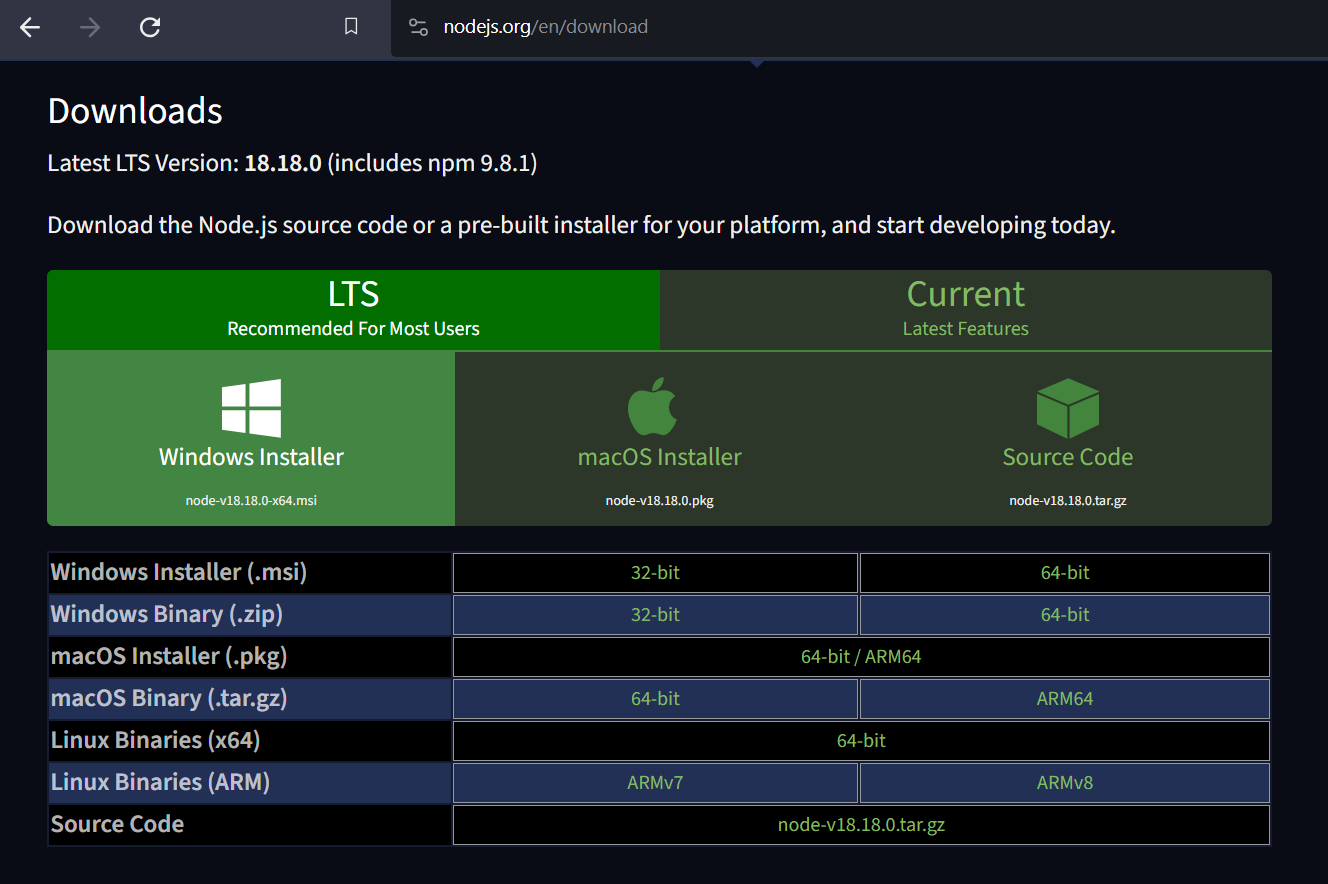 nodejs.org/en/download
Downloads
Latest LTS Version: 18.18.0 (includes npm 9.8.1)
Download the Node.js source code or a pre-built installer for your platform, and start developing today.
LTS
Recommended For Most Users
Current
Latest Features
Windows Installer
node-v18.18.0-x64.msi
macOS Installer
node-v18.18.0.pkg
Source Code
node-v18.18.0.tar.gz
Windows Installer (.msi) 32-bit 64-bit
Windows Binary (.zip) 32-bit 64-bit
macOS Installer (.pkg) 64-bit / ARM64
macOS Binary (.tar.gz) 64-bit ARM64
Linux Binaries (x64) 64-bit
Linux Binaries (ARM) ARMv7 ARMv8
Source Code node-v18.18.0.tar.gz